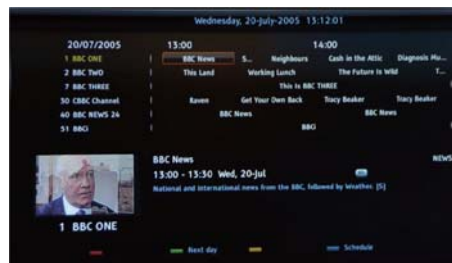 Wednesday, 20-July-2005 13:12:01
20/07/2005 13:00 14:00
1 BBC ONE BBC News S... Neighbours Cash in the Attic Diagnosis Mu...
2 BBC TWO This Land Working Lunch The Future Is Wild T...
7 BBC THREE This is BBC THREE
30 CBBC Channel Raven Get Your Own Back Tracy Beaker Tracy Beaker
40 BBC NEWS 24 BBC News BBC News
51 BBCi BBCi
BBC News NEWS
13:00 - 13:30 Wed, 20-Jul
National and international news from the BBC, followed by Weather. [S]
1 BBC ONE
Next day Schedule